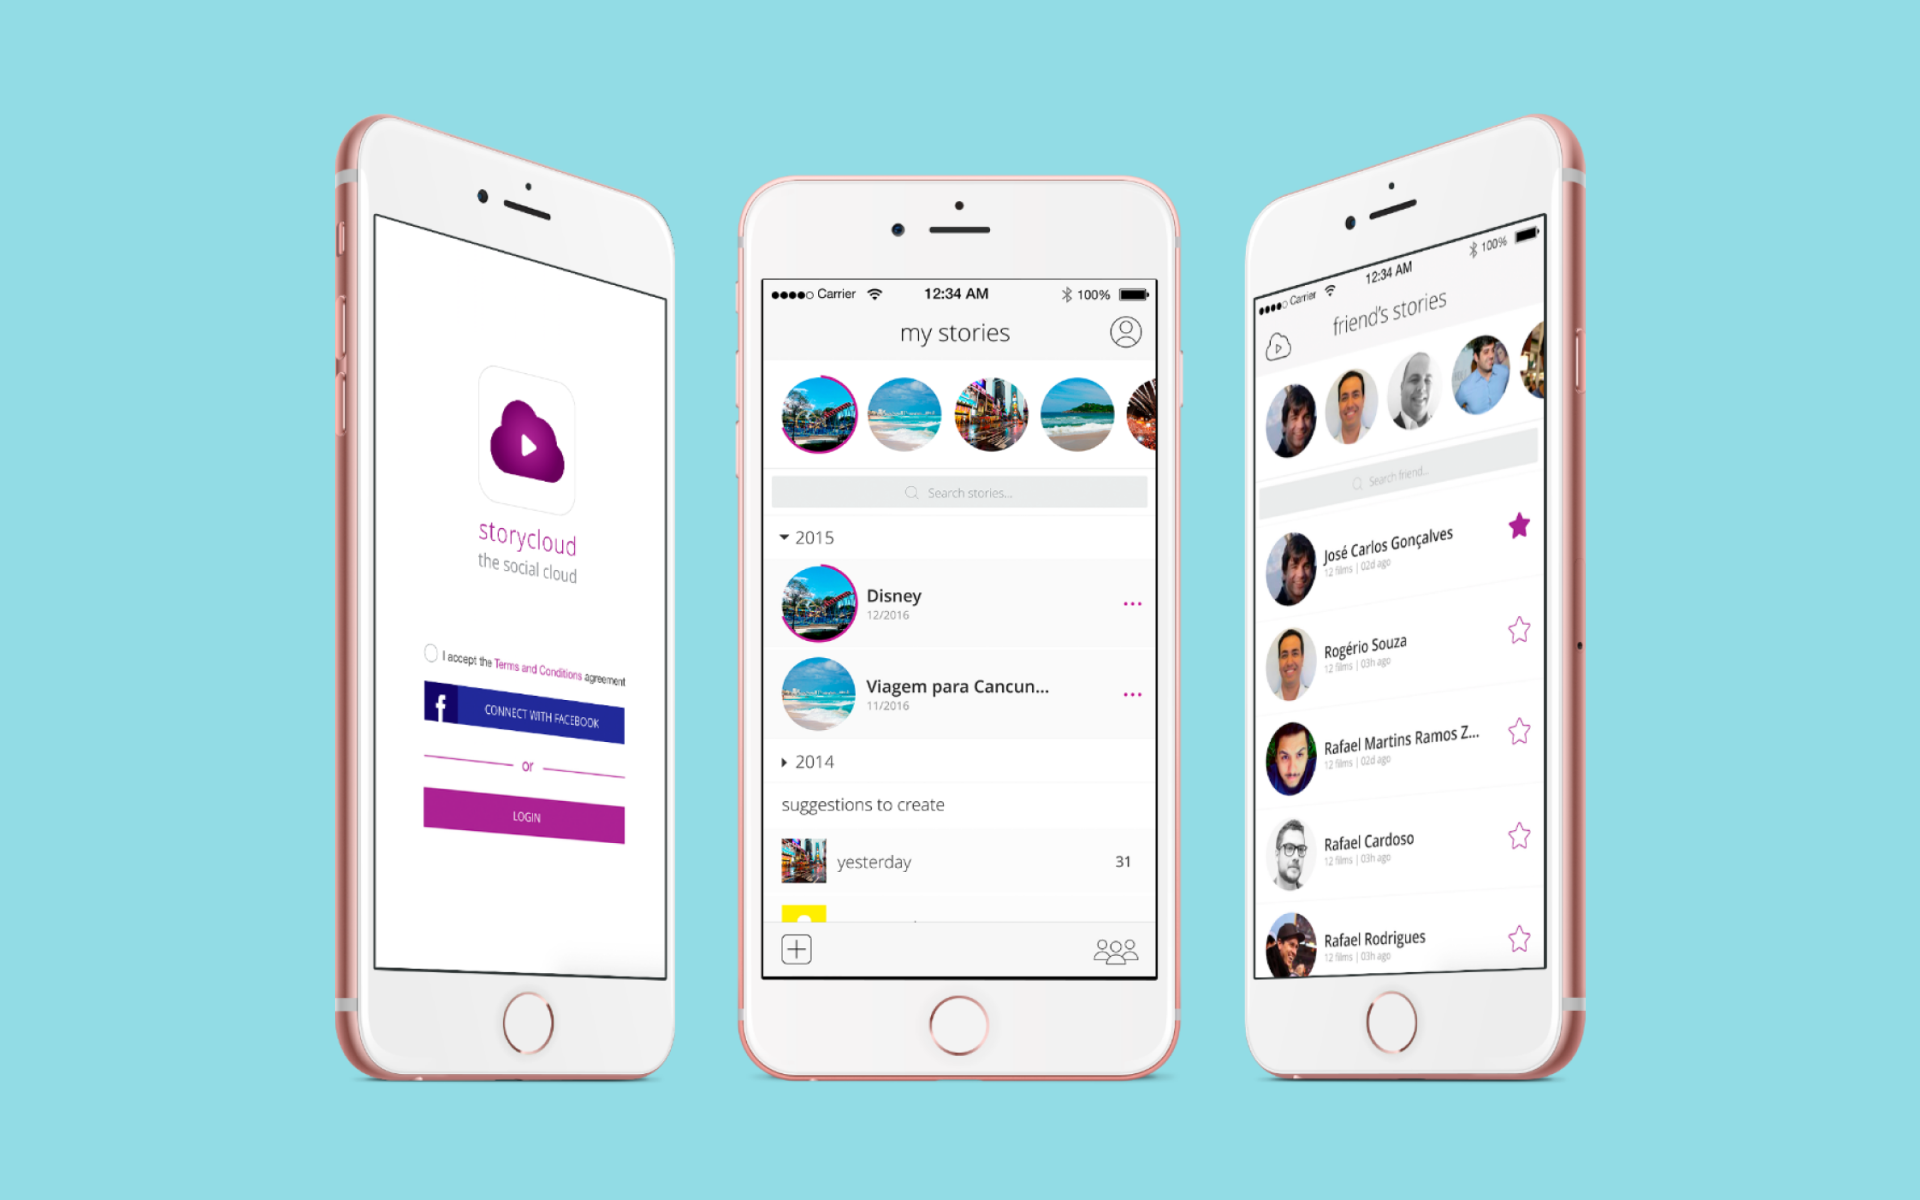 storycloud
the social cloud
I accept the Terms and Conditions agreement
f CONNECT WITH FACEBOOK
or
LOGIN
Carrier 12:34 AM 100%
my stories
Search stories...
2015
Disney
12/2016
Viagem para Cancun...
11/2016
2014
suggestions to create
yesterday 31
Carrier 12:34 AM 100%
friend's stories
Search friend...
José Carlos Gonçalves
12 films | 02d ago
Rogério Souza
12 films | 03h ago
Rafael Martins Ramos Z...
12 films | 02d ago
Rafael Cardoso
12 films | 03h ago
Rafael Rodrigues
12 films | 03h ago